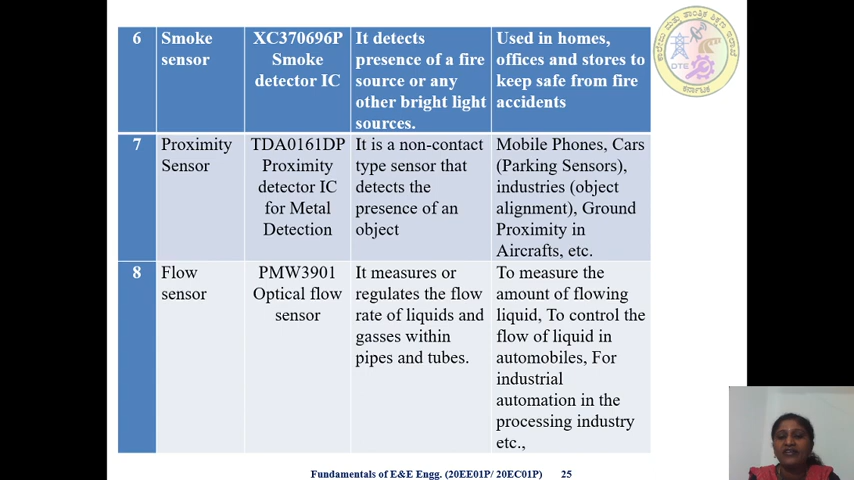 6
Smoke
sensor
XC370696P
Smoke
detector IC
It detects
presence of a fire
source or any
other bright light
sources.
Used in homes,
offices and stores to
keep safe from fire
accidents
7
Proximity
Sensor
TDA0161DP
Proximity
detector IC
for Metal
Detection
It is a non-contact
type sensor that
detects the
presence of an
object
Mobile Phones, Cars
(Parking Sensors),
industries (object
alignment), Ground
Proximity in
Aircrafts, etc.
8
Flow
sensor
PMW3901
Optical flow
sensor
It measures or
regulates the flow
rate of liquids and
gasses within
pipes and tubes.
To measure the
amount of flowing
liquid, To control the
flow of liquid in
automobiles, For
industrial
automation in the
processing industry
etc.,
DTE
ಕರ್ನಾಟಕ
Fundamentals of E&E Engg. (20EE01P/ 20EC01P) 25